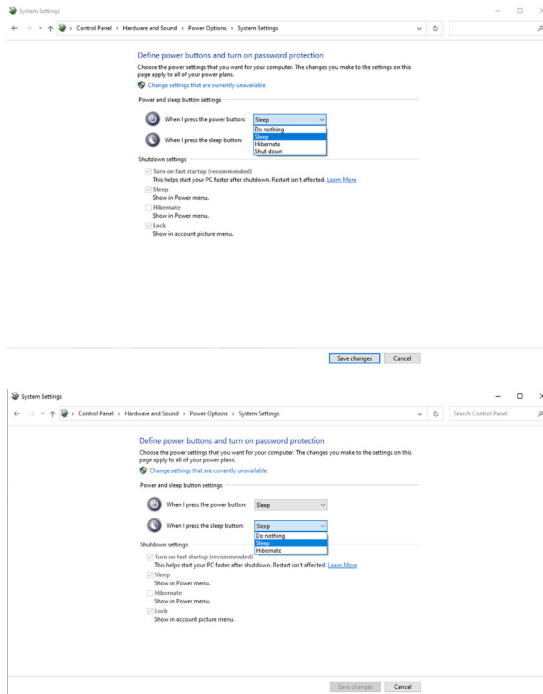 System Settings
Control Panel > Hardware and Sound > Power Options > System Settings
Define power buttons and turn on password protection
Choose the power settings that you want for your computer. The changes you make to the settings on this
page apply to all of your power plans.
Change settings that are currently unavailable
Power and sleep button settings
When I press the power button: Sleep
Do nothing
Sleep
Hibernate
Shut down
When I press the sleep button:
Shutdown settings
Turn on fast startup (recommended)
This helps start your PC faster after shutdown. Restart isn't affected. Learn More
Sleep
Show in Power menu.
Hibernate
Show in Power menu.
Lock
Show in account picture menu.
Save changes Cancel
System Settings
Control Panel > Hardware and Sound > Power Options > System Settings Search Control Panel
Define power buttons and turn on password protection
Choose the power settings that you want for your computer. The changes you make to the settings on this
page apply to all of your power plans.
Change settings that are currently unavailable
Power and sleep button settings
When I press the power button: Sleep
When I press the sleep button: Sleep
Do nothing
Sleep
Hibernate
Shutdown settings
Turn on fast startup (recommended)
This helps start your PC faster after shutdown. Restart isn't affected. Learn More
Sleep
Show in Power menu.
Hibernate
Show in Power menu.
Lock
Show in account picture menu.
Save changes Cancel